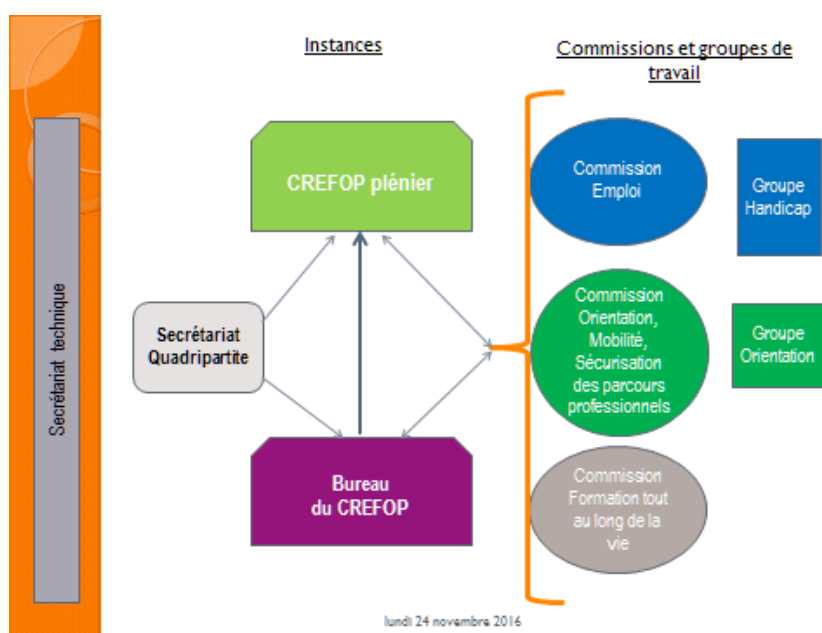 Instances
Commissions et groupes de
travail
Secrétariat technique
CREFOP plénier
Secrétariat
Quadripartite
Bureau
du CREFOP
Commission
Emploi
Groupe
Handicap
Commission
Orientation,
Mobilité,
Sécurisation
des parcours
professionnels
Groupe
Orientation
Commission
Formation tout
au long de la
vie
lundi 24 novembre 2016